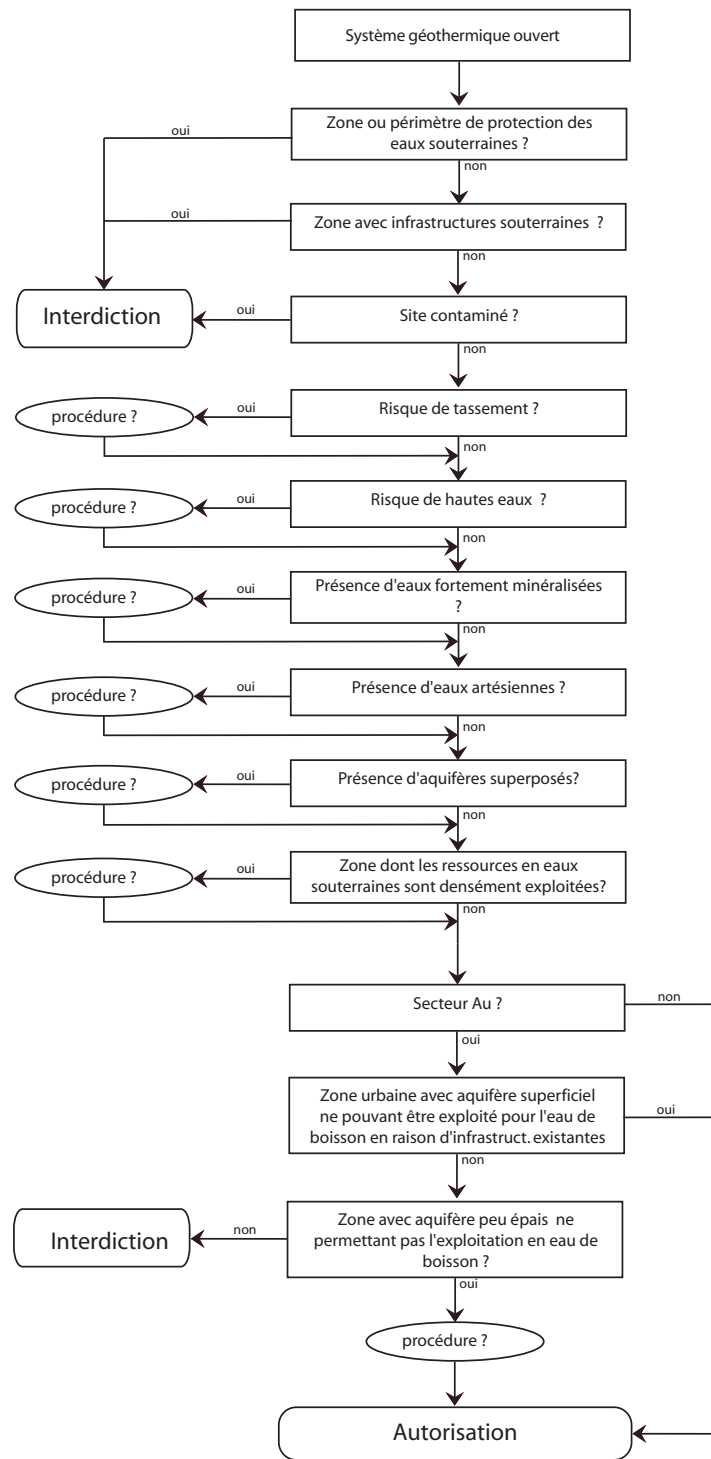 Système géothermique ouvert
Zone ou périmètre de protection des
eaux souterraines ?
oui
non
Zone avec infrastructures souterraines ?
oui
non
Interdiction
oui
Site contaminé ?
non
procédure ?
oui
Risque de tassement ?
non
procédure ?
oui
Risque de hautes eaux ?
non
procédure ?
oui
Présence d'eaux fortement minéralisées
?
non
procédure ?
oui
Présence d'eaux artésiennes ?
non
procédure ?
oui
Présence d'aquifères superposés?
non
procédure ?
oui
Zone dont les ressources en eaux
souterraines sont densément exploitées?
non
Secteur Au ?
non
oui
Zone urbaine avec aquifère superficiel
ne pouvant être exploité pour l'eau de
boisson en raison d'infrastruct. existantes
oui
non
Interdiction
non
Zone avec aquifère peu épais ne
permettant pas l'exploitation en eau de
boisson ?
oui
procédure ?
Autorisation